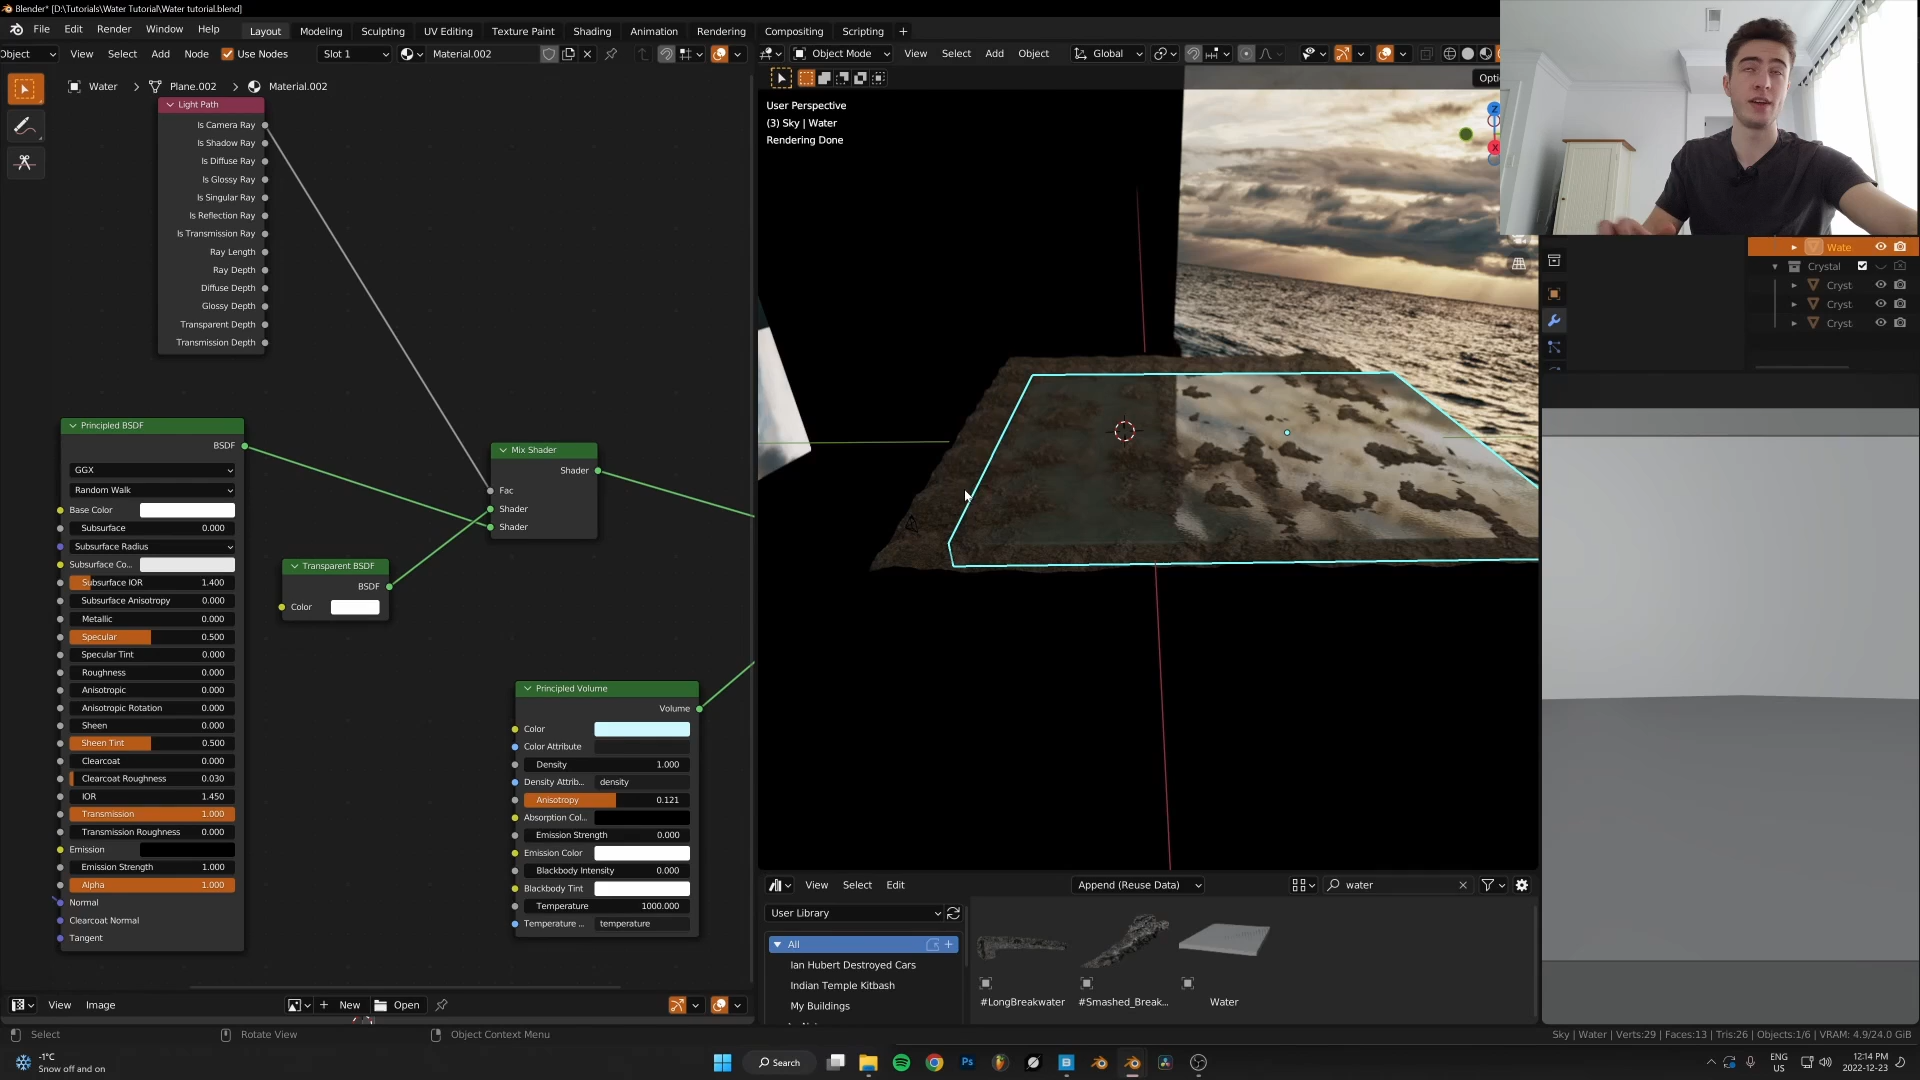 Blender* [D:\Tutorials\Water Tutorial\Water tutorial.blend]
File Edit Render Window Help Layout Modeling Sculpting UV Editing Texture Paint Shading Animation Rendering Compositing Scripting +
Object View Select Add Node Use Nodes Slot 1 Material.002
Object Mode View Select Add Object Global
Water > Plane.002 > Material.002
Light Path
Is Camera Ray
Is Shadow Ray
Is Diffuse Ray
Is Glossy Ray
Is Singular Ray
Is Reflection Ray
Is Transmission Ray
Ray Length
Ray Depth
Diffuse Depth
Glossy Depth
Transparent Depth
Transmission Depth
Principled BSDF
BSDF
GGX
Random Walk
Base Color
Subsurface 0.000
Subsurface Radius
Subsurface Co...
Subsurface IOR 1.400
Subsurface Anisotropy 0.000
Metallic 0.000
Specular 0.500
Specular Tint 0.000
Roughness 0.000
Anisotropic 0.000
Anisotropic Rotation 0.000
Sheen 0.000
Sheen Tint 0.500
Clearcoat 0.000
Clearcoat Roughness 0.030
IOR 1.450
Transmission 1.000
Transmission Roughness 0.000
Emission
Emission Strength 1.000
Alpha 1.000
Normal
Clearcoat Normal
Tangent
Mix Shader
Shader
Fac
Shader
Shader
Transparent BSDF
BSDF
Color
Principled Volume
Volume
Color
Color Attribute
Density 1.000
Density Attrib... density
Anisotropy 0.121
Absorption Col...
Emission Strength 0.000
Emission Color
Blackbody Intensity 0.000
Blackbody Tint
Temperature 1000.000
Temperature ... temperature
User Perspective
(3) Sky | Water
Rendering Done
Opti
Z
X
Wate
Crystal
Cryst
Cryst
Cryst
View Select Edit Append (Reuse Data) water
User Library
All
Ian Hubert Destroyed Cars
Indian Temple Kitbash
My Buildings
#LongBreakwater #Smashed_Break... Water
View Image + New Open
Select Rotate View Object Context Menu
Sky | Water | Verts:29 | Faces:13 | Tris:26 | Objects:1/6 | VRAM: 4.9/24.0 GiB
-1°C
Snow off and on
Search
Ps
ENG
US
12:14 PM
2022-12-23